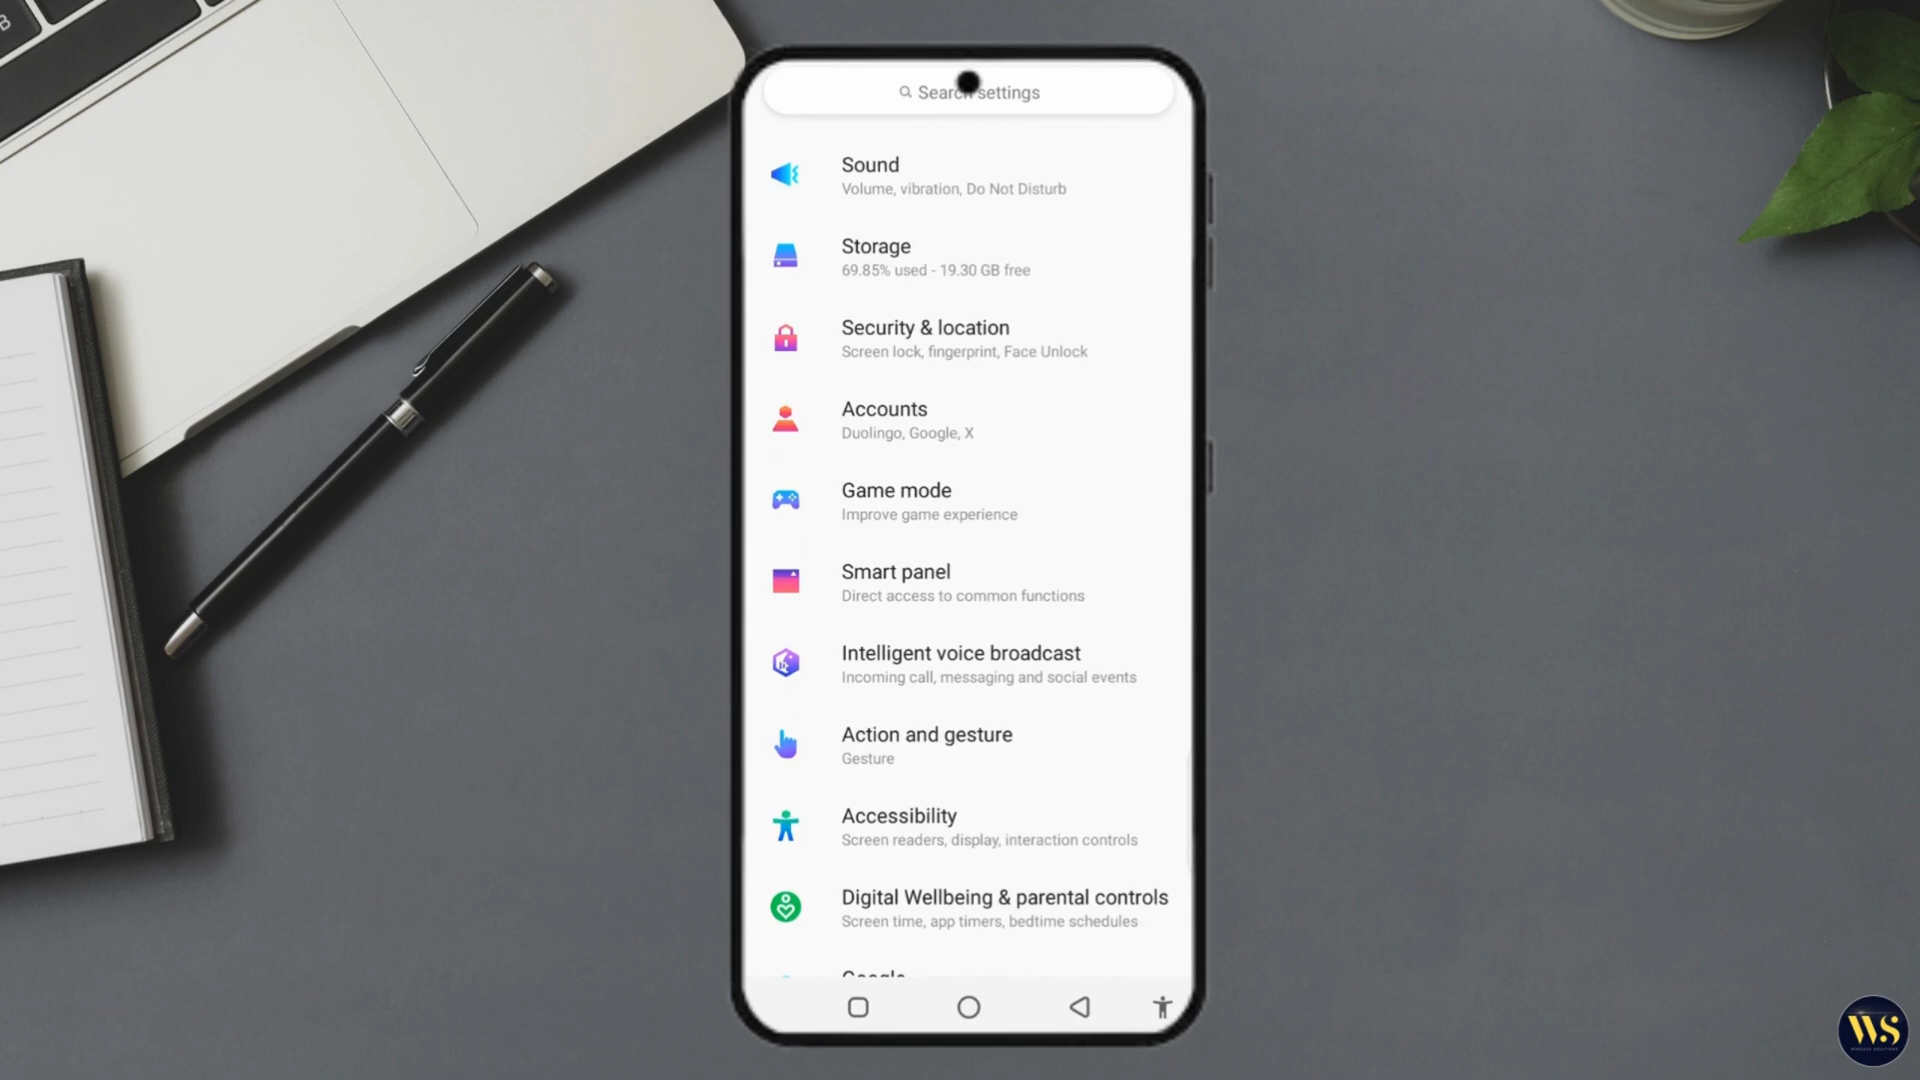 Search settings
Sound
Volume, vibration, Do Not Disturb
Storage
69.85% used - 19.30 GB free
Security & location
Screen lock, fingerprint, Face Unlock
Accounts
Duolingo, Google, X
Game mode
Improve game experience
Smart panel
Direct access to common functions
Intelligent voice broadcast
Incoming call, messaging and social events
Action and gesture
Gesture
Accessibility
Screen readers, display, interaction controls
Digital Wellbeing & parental controls
Screen time, app timers, bedtime schedules
Google
B
WS